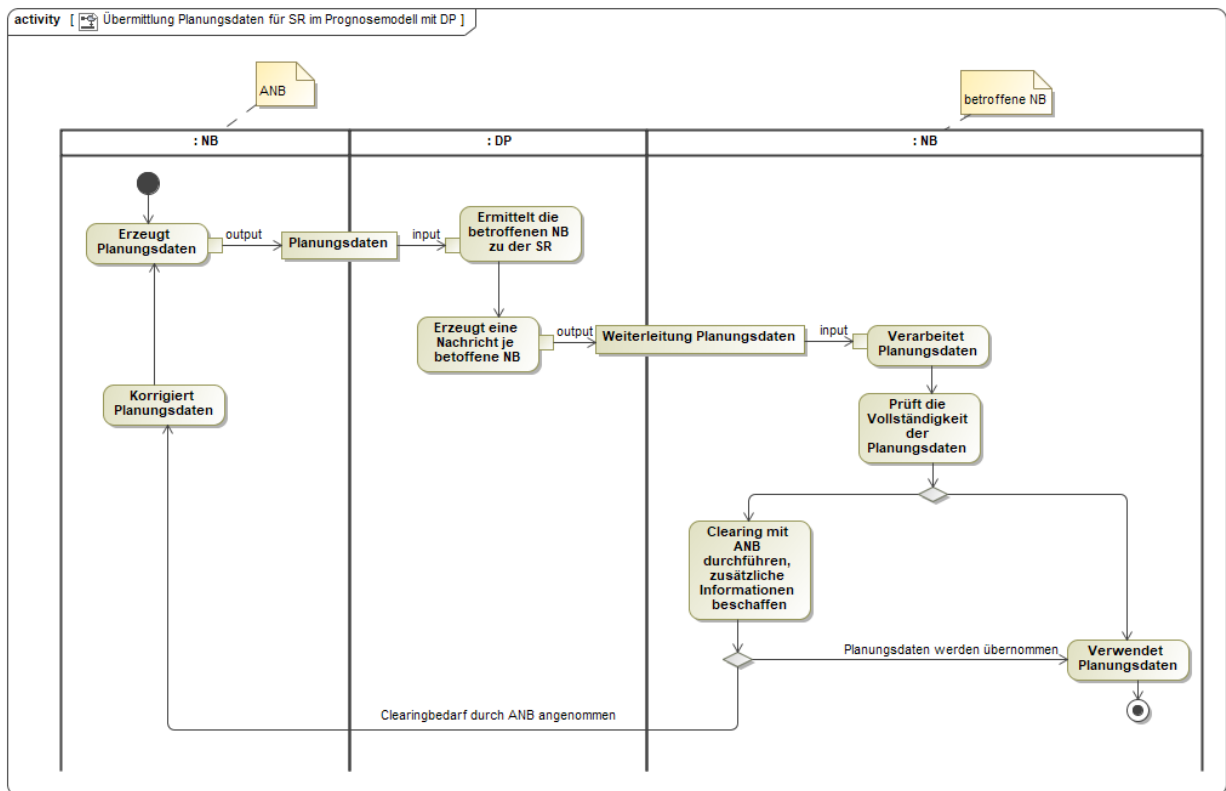 activity [ Übermittlung Planungsdaten für SR im Prognosemodell mit DP ]
ANB
betroffene NB
: NB
: DP
: NB
Erzeugt
Planungsdaten
output
Planungsdaten
input
Ermittelt die
betroffenen NB
zu der SR
Erzeugt eine
Nachricht je
betoffene NB
output
Weiterleitung Planungsdaten
input
Verarbeitet
Planungsdaten
Korrigiert
Planungsdaten
Prüft die
Vollständigkeit
der
Planungsdaten
Clearing mit
ANB
durchführen,
zusätzliche
Informationen
beschaffen
Planungsdaten werden übernommen
Verwendet
Planungsdaten
Clearingbedarf durch ANB angenommen